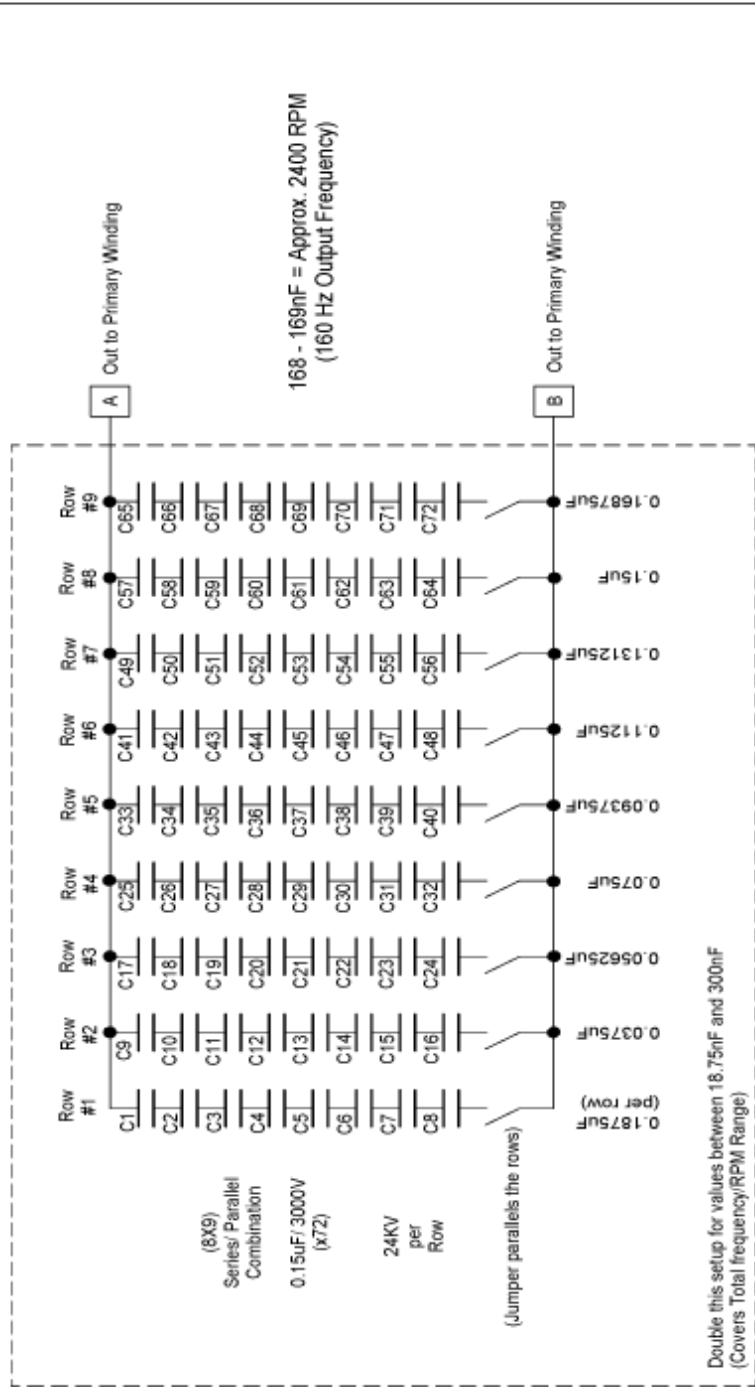 Row
#1
Row
#2
Row
#3
Row
#4
Row
#5
Row
#6
Row
#7
Row
#8
Row
#9
C1
C2
C3
C4
C5
C6
C7
C8
C9
C10
C11
C12
C13
C14
C15
C16
C17
C18
C19
C20
C21
C22
C23
C24
C25
C26
C27
C28
C29
C30
C31
C32
C33
C34
C35
C36
C37
C38
C39
C40
C41
C42
C43
C44
C45
C46
C47
C48
C49
C50
C51
C52
C53
C54
C55
C56
C57
C58
C59
C60
C61
C62
C63
C64
C65
C66
C67
C68
C69
C70
C71
C72
(8X9)
Series/ Parallel
Combination
0.15uF/ 3000V
(x72)
24KV
per
Row
(Jumper parallels the rows)
0.1875uF
(per row)
0.0375uF
0.05625uF
0.075uF
0.09375uF
0.1125uF
0.13125uF
0.15uF
0.16875uF
A
Out to Primary Winding
168 - 169nF = Approx. 2400 RPM
(160 Hz Output Frequency)
B
Out to Primary Winding
Double this setup for values between 18.75nF and 300nF
(Covers Total frequency/RPM Range)